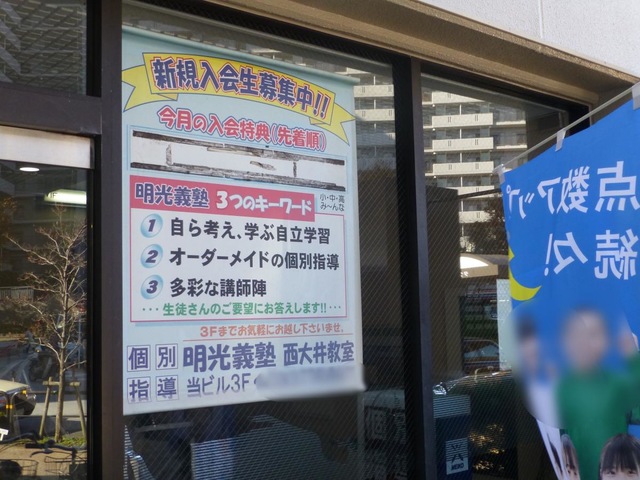 新規入会生募集中!!
今月の入会特典(先着順)
明光義塾 3つのキーワード
小・中・高
み〜んな
1 自ら考え、学ぶ自立学習
2 オーダーメイドの個別指導
3 多彩な講師陣
･･･生徒さんのご要望にお答えします!!･･･
3Fまでお気軽にお越し下さいませ。
個別 明光義塾 西大井教室
指導 当ビル3F
点数アップ
続々!